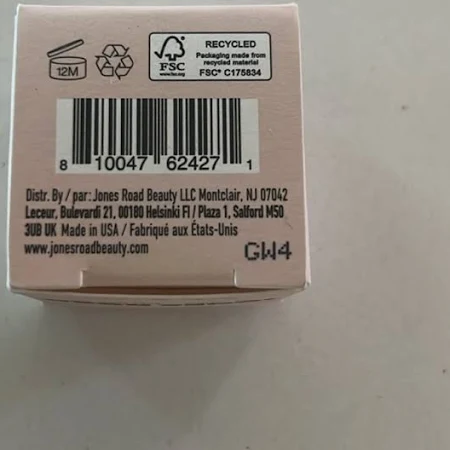 12M
FSC
www.fsc.org
RECYCLED
Packaging made from
recycled material
FSC® C175834
8 10047 62427 1
Distr. By / par: Jones Road Beauty LLC Montclair, NJ 07042
Leceur, Bulevardi 21, 00180 Helsinki FI / Plaza 1, Salford M50
3UB UK Made in USA / Fabriqué aux États-Unis
www.jonesroadbeauty.com
GW4